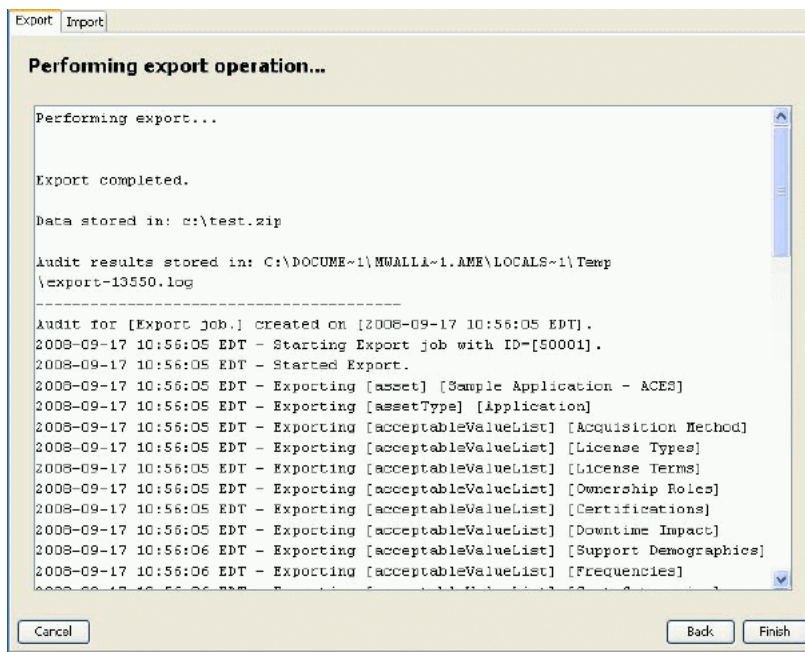 Export Import
Performing export operation...
Performing export...
Export completed.
Data stored in: c:\test.zip
Audit results stored in: C:\DOCUME~1\MWALLA~1.AME\LOCALS~1\Temp
\export-13550.log
----------------------------------------
Audit for [Export job.] created on [2008-09-17 10:56:05 EDT].
2008-09-17 10:56:05 EDT - Starting Export job with ID=[50001].
2008-09-17 10:56:05 EDT - Started Export.
2008-09-17 10:56:05 EDT - Exporting [asset] [Sample Application - ACES]
2008-09-17 10:56:05 EDT - Exporting [assetType] [Application]
2008-09-17 10:56:05 EDT - Exporting [acceptableValueList] [Acquisition Method]
2008-09-17 10:56:05 EDT - Exporting [acceptableValueList] [License Types]
2008-09-17 10:56:05 EDT - Exporting [acceptableValueList] [License Terms]
2008-09-17 10:56:05 EDT - Exporting [acceptableValueList] [Ownership Roles]
2008-09-17 10:56:05 EDT - Exporting [acceptableValueList] [Certifications]
2008-09-17 10:56:05 EDT - Exporting [acceptableValueList] [Downtime Impact]
2008-09-17 10:56:06 EDT - Exporting [acceptableValueList] [Support Demographics]
2008-09-17 10:56:06 EDT - Exporting [acceptableValueList] [Frequencies]
Cancel Back Finish